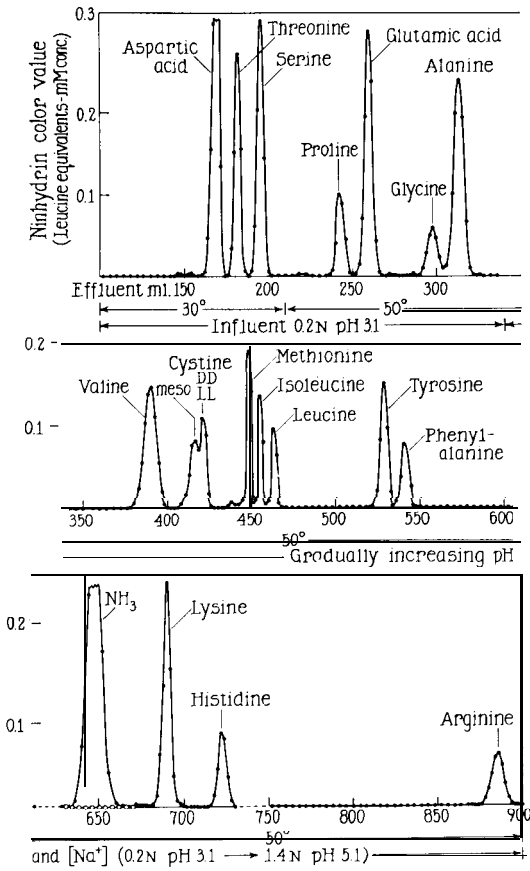 Ninhydrin color value
(Leucine equivalents-mM conc.)
0.3
0.2
0.1
Aspartic
acid
Threonine
Serine
Proline
Glutamic acid
Glycine
Alanine
Effluent ml. 150
200
250
300
30°
50°
Influent 0.2N pH 3.1
0.2
0.1
Valine
Cystine
meso
DD
LL
Methionine
Isoleucine
Leucine
Tyrosine
Phenyl-
alanine
350
400
450
500
550
600
50°
Gradually increasing pH
0.2
0.1
NH3
Lysine
Histidine
Arginine
650
700
750
800
850
900
50°
and [Na+] (0.2N pH 3.1 → 1.4N pH 5.1)